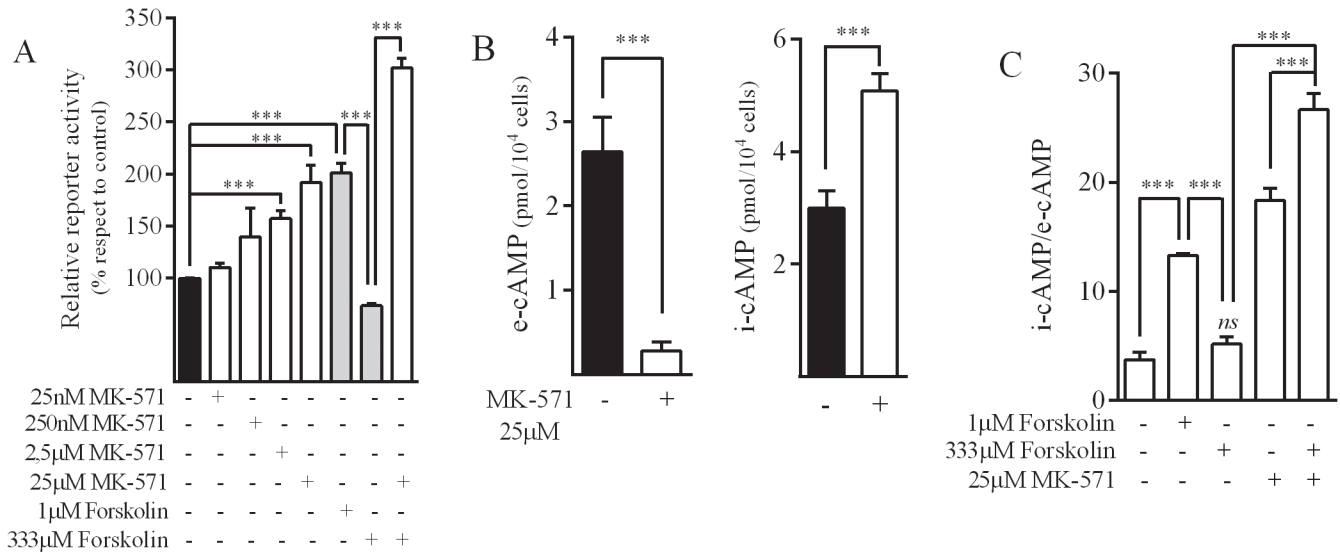 A
Relative reporter activity
(% respect to control)
350
300
250
200
150
100
***
***
***
***
***
25nM MK-571 - + - - - - - -
250nM MK-571 - - + - - - - -
2,5µM MK-571 - - - + - - - -
25µM MK-571 - - - - + - - +
1µM Forskolin - - - - - + - -
333µM Forskolin - - - - - - + +
B
e-cAMP (pmol/10⁴ cells)
4
3
2
1
***
MK-571 - +
25µM
i-cAMP (pmol/10⁴ cells)
6
4
2
***
- +
C
i-cAMP/e-cAMP
30
20
10
0
***
***
*** ***
ns
1µM Forskolin - + - - -
333µM Forskolin - - + - +
25µM MK-571 - - - + +